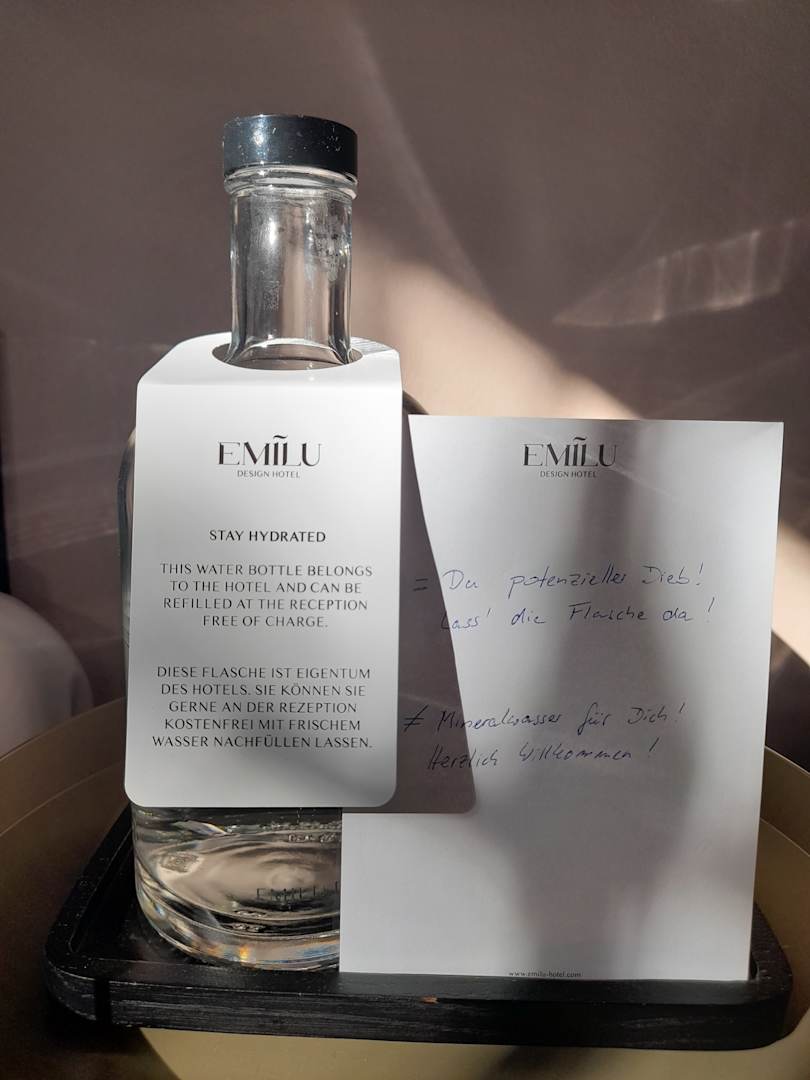 EMĨLU
DESIGN HOTEL
STAY HYDRATED
THIS WATER BOTTLE BELONGS
TO THE HOTEL AND CAN BE
REFILLED AT THE RECEPTION
FREE OF CHARGE.
DIESE FLASCHE IST EIGENTUM
DES HOTELS. SIE KÖNNEN SIE
GERNE AN DER REZEPTION
KOSTENFREI MIT FRISCHEM
WASSER NACHFÜLLEN LASSEN.
EMILU
EMĨLU
DESIGN HOTEL
= Du potenzieller Dieb!
Lass' die Flasche da!
≠ Mineralwasser für Dich!
Herzlich Willkommen!
www.emilu-hotel.com